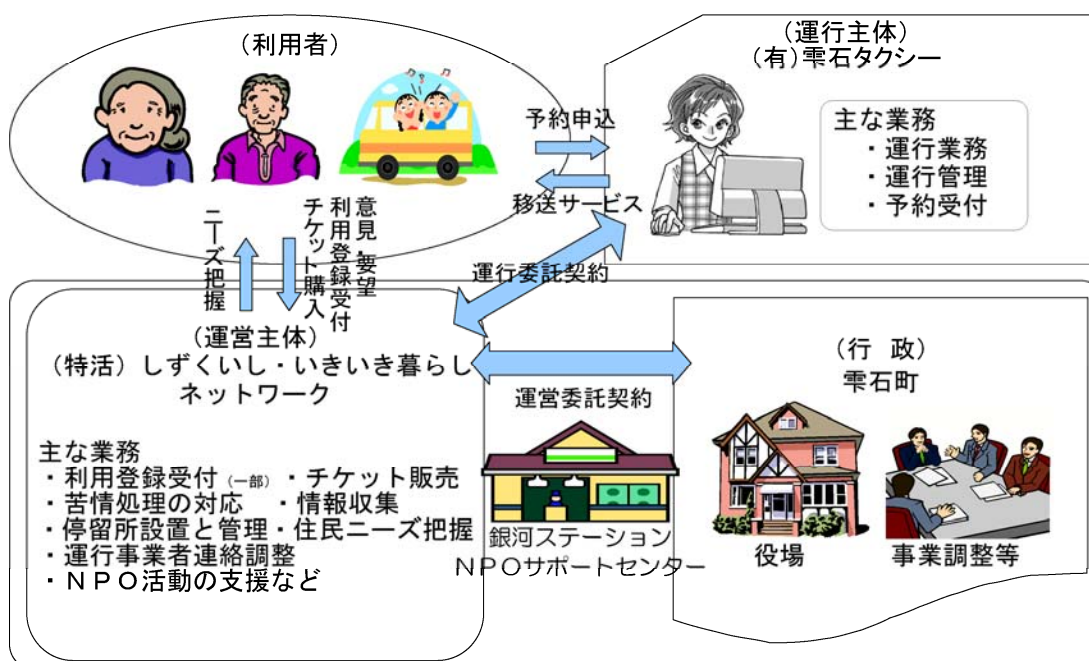 （利用者）
（運行主体）
（有）雫石タクシー
主な業務
・運行業務
・運行管理
・予約受付
予約申込
移送サービス
ニーズ把握
意見・要望
利用登録受付
チケット購入
運行委託契約
（運営主体）
（特活）しずくいし・いきいき暮らし
ネットワーク
主な業務
・利用登録受付（一部）・チケット販売
・苦情処理の対応 ・情報収集
・停留所設置と管理・住民ニーズ把握
・運行事業者連絡調整
・ＮＰＯ活動の支援など
運営委託契約
銀河ステーション
ＮＰＯサポートセンター
（行 政）
雫石町
役場
事業調整等